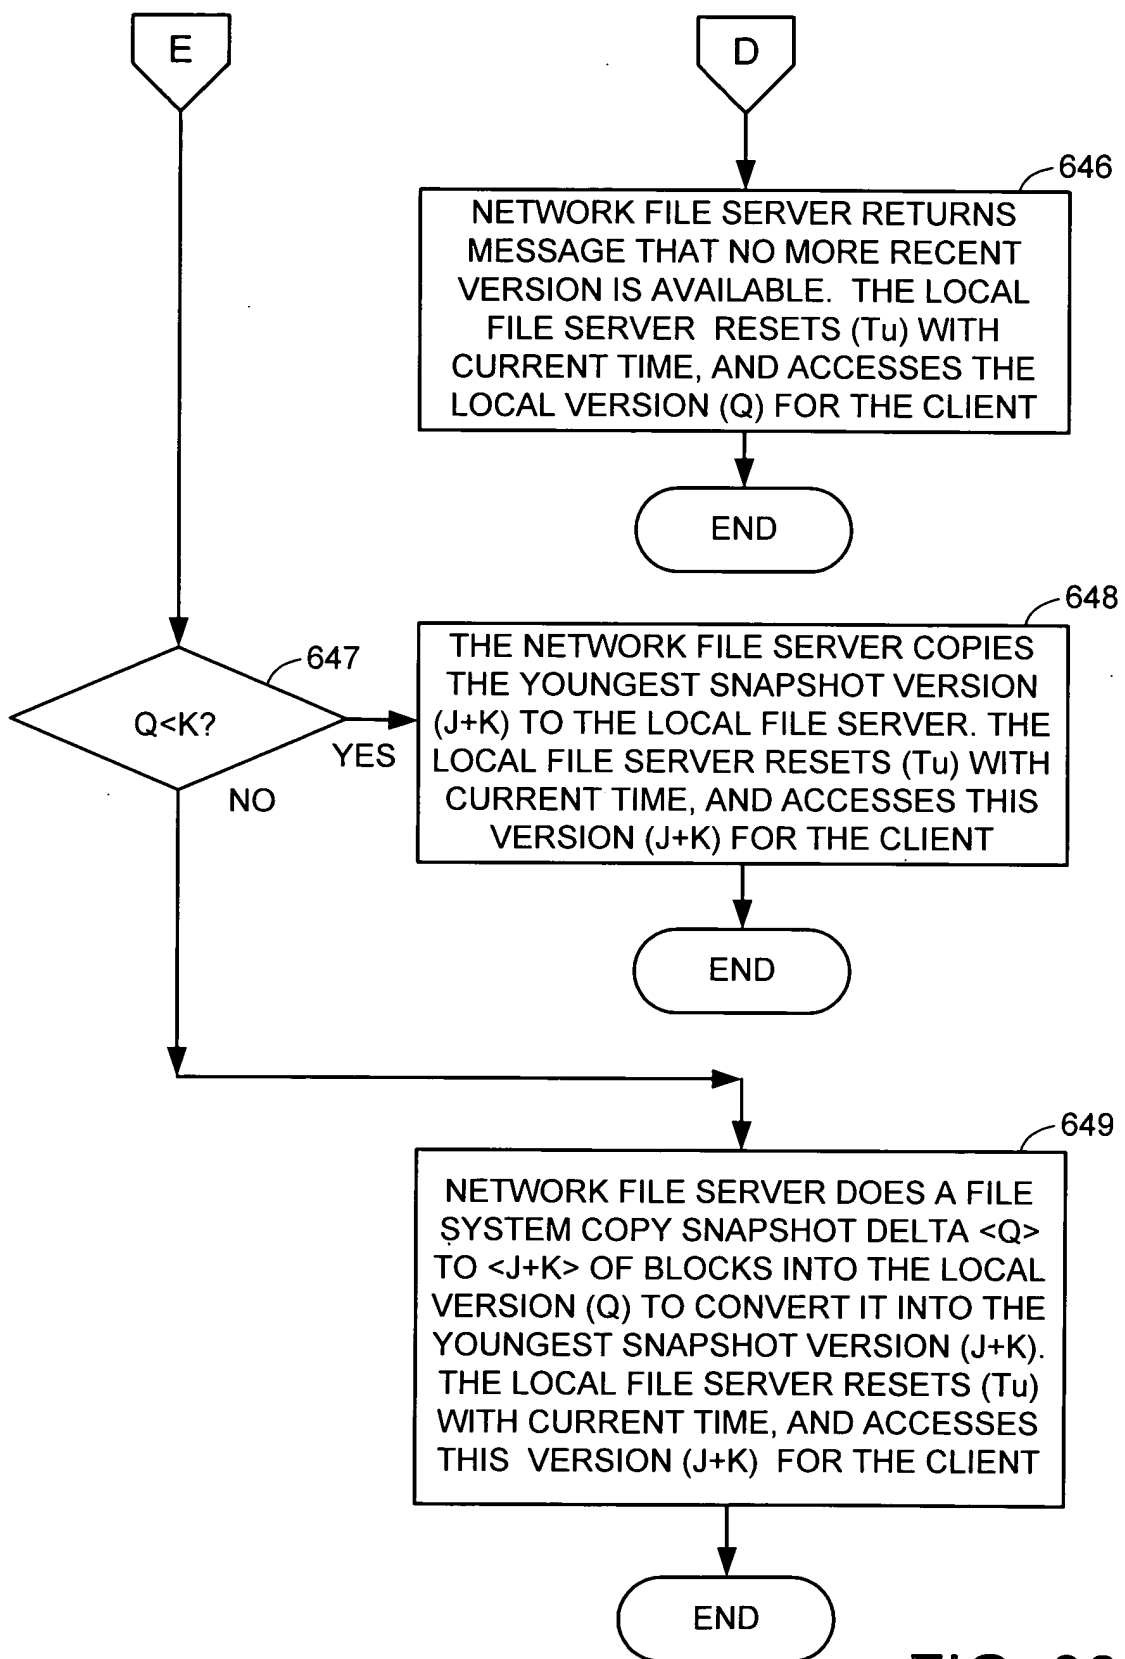 E
D
646
NETWORK FILE SERVER RETURNS
MESSAGE THAT NO MORE RECENT
VERSION IS AVAILABLE. THE LOCAL
FILE SERVER RESETS (Tu) WITH
CURRENT TIME, AND ACCESSES THE
LOCAL VERSION (Q) FOR THE CLIENT
END
647
Q<K?
YES
NO
648
THE NETWORK FILE SERVER COPIES
THE YOUNGEST SNAPSHOT VERSION
(J+K) TO THE LOCAL FILE SERVER. THE
LOCAL FILE SERVER RESETS (Tu) WITH
CURRENT TIME, AND ACCESSES THIS
VERSION (J+K) FOR THE CLIENT
END
649
NETWORK FILE SERVER DOES A FILE
SYSTEM COPY SNAPSHOT DELTA <Q>
TO <J+K> OF BLOCKS INTO THE LOCAL
VERSION (Q) TO CONVERT IT INTO THE
YOUNGEST SNAPSHOT VERSION (J+K).
THE LOCAL FILE SERVER RESETS (Tu)
WITH CURRENT TIME, AND ACCESSES
THIS VERSION (J+K) FOR THE CLIENT
END